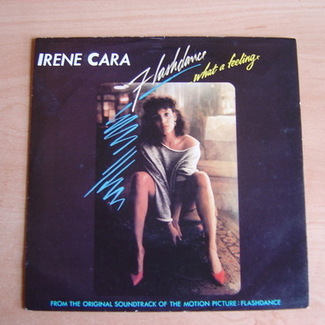 IRENE CARA
Flashdance
what a feeling
FROM THE ORIGINAL SOUNDTRACK OF THE MOTION PICTURE: FLASHDANCE